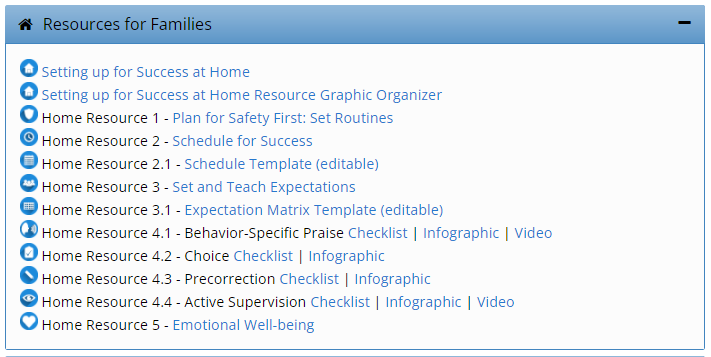 Resources for Families
Setting up for Success at Home
Setting up for Success at Home Resource Graphic Organizer
Home Resource 1 - Plan for Safety First: Set Routines
Home Resource 2 - Schedule for Success
Home Resource 2.1 - Schedule Template (editable)
Home Resource 3 - Set and Teach Expectations
Home Resource 3.1 - Expectation Matrix Template (editable)
Home Resource 4.1 - Behavior-Specific Praise Checklist | Infographic | Video
Home Resource 4.2 - Choice Checklist | Infographic
Home Resource 4.3 - Precorrection Checklist | Infographic
Home Resource 4.4 - Active Supervision Checklist | Infographic | Video
Home Resource 5 - Emotional Well-being